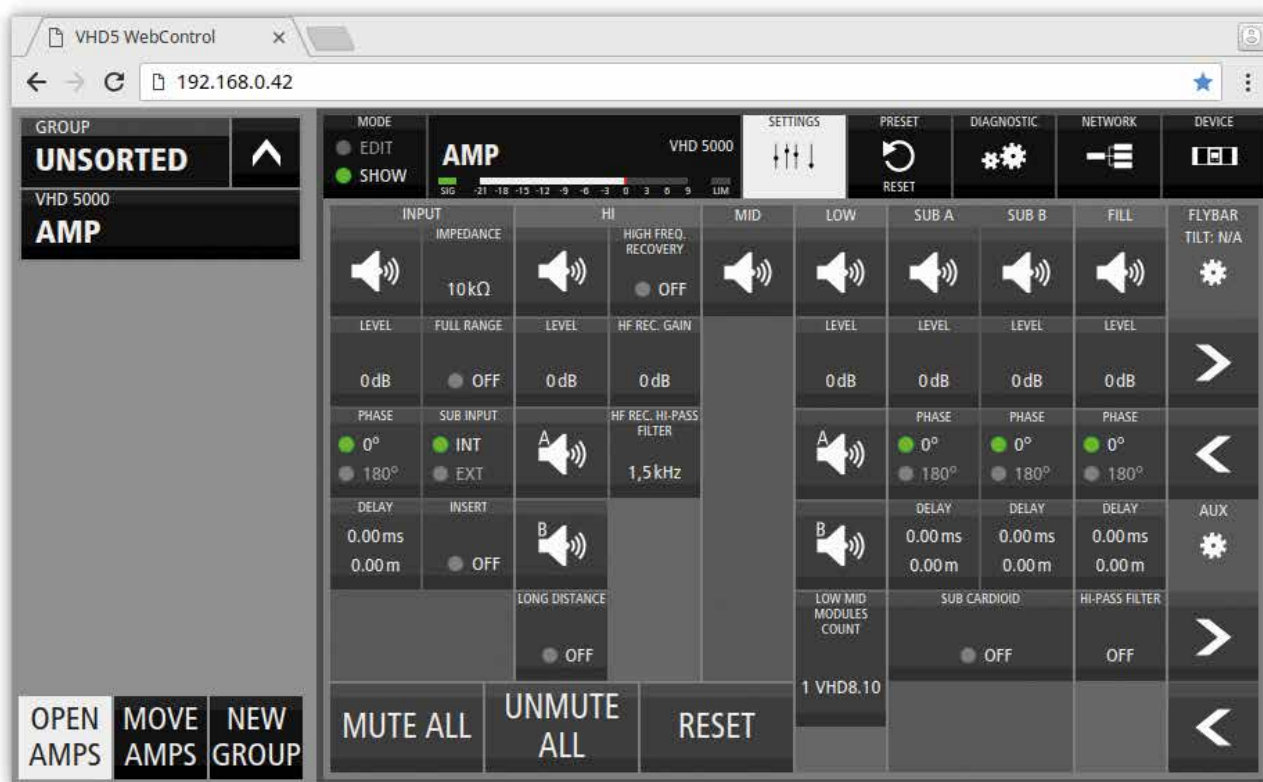 VHD5 WebControl
192.168.0.42
GROUP
UNSORTED
VHD 5000
AMP
OPEN AMPS
MOVE AMPS
NEW GROUP
MODE
EDIT
SHOW
AMP
VHD 5000
SIG -21 -18 -15 -12 -9 -6 -3 0 3 6 9 LIM
SETTINGS
PRESET
RESET
DIAGNOSTIC
NETWORK
DEVICE
INPUT HI MID LOW SUB A SUB B FILL FLYBAR
IMPEDANCE
10kΩ
HIGH FREQ.
RECOVERY
OFF
TILT: N/A
LEVEL FULL RANGE LEVEL HF REC. GAIN LEVEL LEVEL LEVEL LEVEL
0dB OFF 0dB 0dB 0dB 0dB 0dB 0dB
PHASE SUB INPUT HF REC. HI-PASS PHASE PHASE PHASE
FILTER
0° INT A A 0° 0° 0°
180° EXT 1,5kHz 180° 180° 180°
DELAY INSERT DELAY DELAY DELAY AUX
0.00ms B B 0.00ms 0.00ms 0.00ms
0.00m OFF 0.00m 0.00m 0.00m
LONG DISTANCE
OFF
LOW MID
MODULES
COUNT
1 VHD8.10
SUB CARDIOID
OFF
HI-PASS FILTER
OFF
MUTE ALL
UNMUTE
ALL
RESET